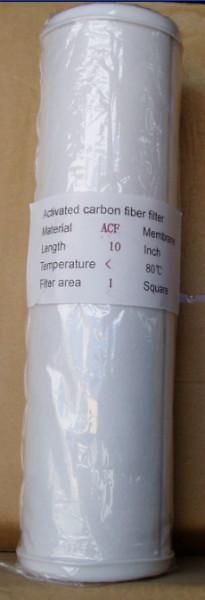 Activated carbon fiber filter
Material ACF Membrane
Length 10 Inch
Temperature < 80℃
Filter area 1 Square